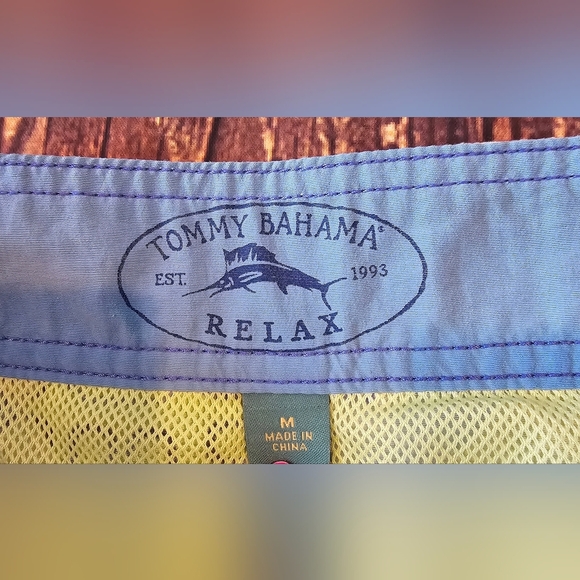 TOMMY BAHAMA®
EST. 1993
RELAX
M
MADE IN
CHINA